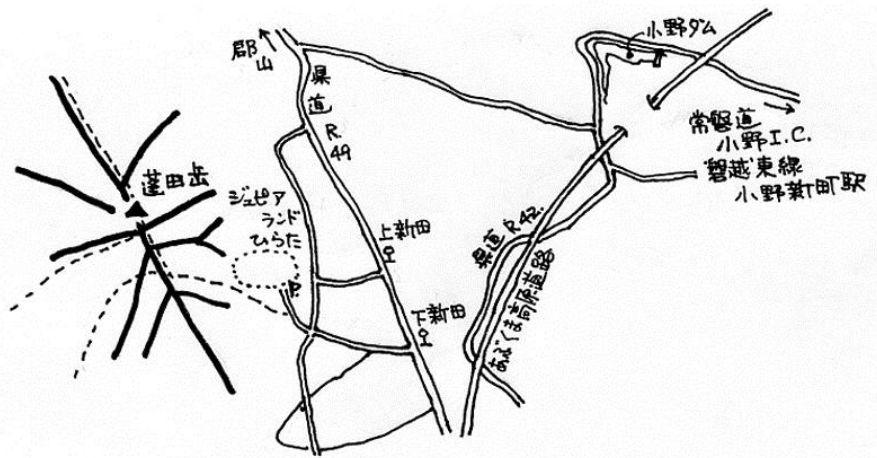 郡山
県道
R.49
蓬田岳
ジュピア
ランド
ひらた
P.
上新田
下新田
県道 R.42.
あぶくま高原道路
小野ダム
常磐道
小野I.C.
磐越東線
小野新町駅